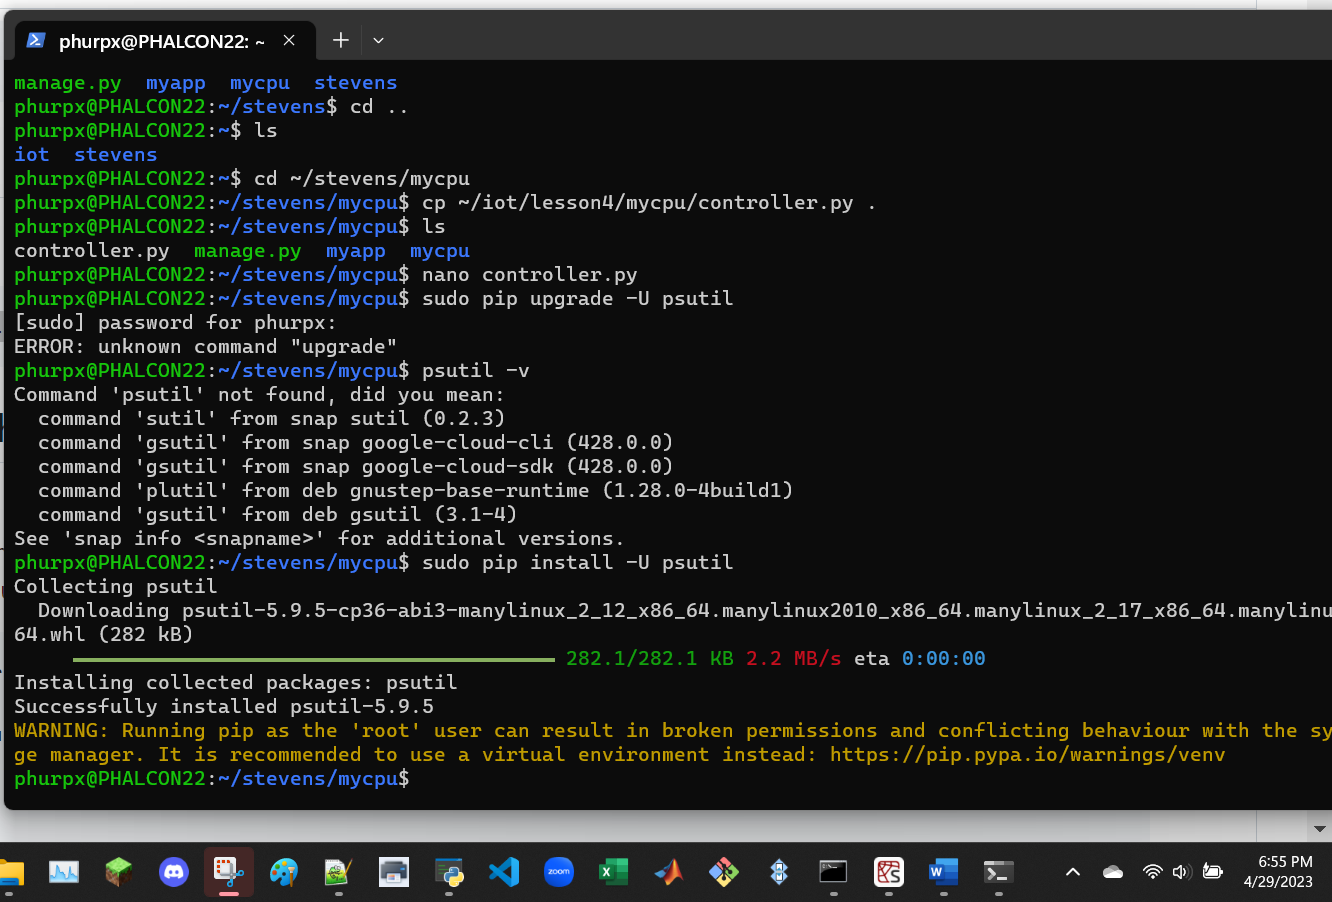 phurpx@PHALCON22: ~
manage.py  myapp  mycpu  stevens
phurpx@PHALCON22:~/stevens$ cd ..
phurpx@PHALCON22:~$ ls
iot  stevens
phurpx@PHALCON22:~$ cd ~/stevens/mycpu
phurpx@PHALCON22:~/stevens/mycpu$ cp ~/iot/lesson4/mycpu/controller.py .
phurpx@PHALCON22:~/stevens/mycpu$ ls
controller.py  manage.py  myapp  mycpu
phurpx@PHALCON22:~/stevens/mycpu$ nano controller.py
phurpx@PHALCON22:~/stevens/mycpu$ sudo pip upgrade -U psutil
[sudo] password for phurpx:
ERROR: unknown command "upgrade"
phurpx@PHALCON22:~/stevens/mycpu$ psutil -v
Command 'psutil' not found, did you mean:
  command 'sutil' from snap sutil (0.2.3)
  command 'gsutil' from snap google-cloud-cli (428.0.0)
  command 'gsutil' from snap google-cloud-sdk (428.0.0)
  command 'plutil' from deb gnustep-base-runtime (1.28.0-4build1)
  command 'gsutil' from deb gsutil (3.1-4)
See 'snap info <snapname>' for additional versions.
phurpx@PHALCON22:~/stevens/mycpu$ sudo pip install -U psutil
Collecting psutil
  Downloading psutil-5.9.5-cp36-abi3-manylinux_2_12_x86_64.manylinux2010_x86_64.manylinux_2_17_x86_64.manylinu
64.whl (282 kB)
282.1/282.1 KB 2.2 MB/s eta 0:00:00
Installing collected packages: psutil
Successfully installed psutil-5.9.5
WARNING: Running pip as the 'root' user can result in broken permissions and conflicting behaviour with the sy
ge manager. It is recommended to use a virtual environment instead: https://pip.pypa.io/warnings/venv
phurpx@PHALCON22:~/stevens/mycpu$
zoom
6:55 PM
4/29/2023